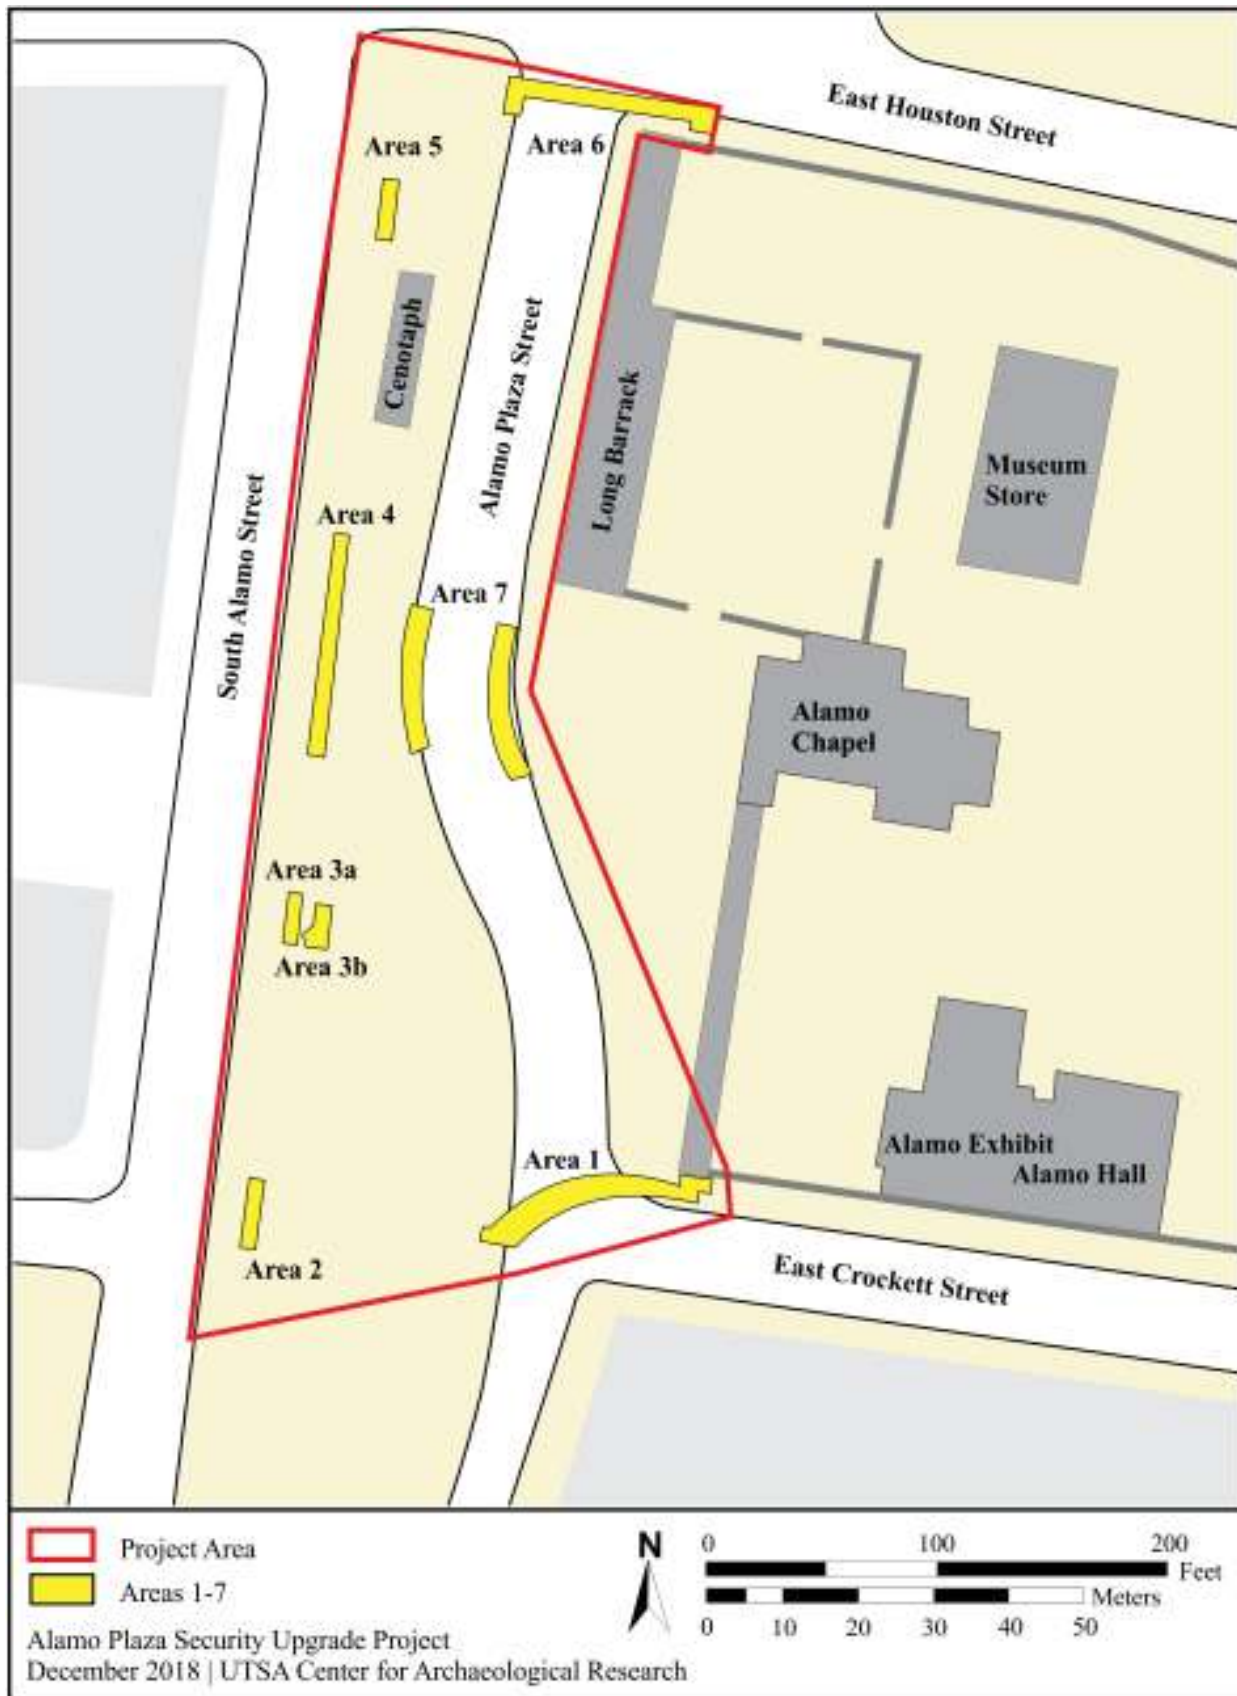 East Houston Street
Area 5
Area 6
Cenotaph
Alamo Plaza Street
Long Barrack
Museum
Store
Area 4
South Alamo Street
Area 7
Alamo
Chapel
Area 3a
Area 3b
Alamo Exhibit
Alamo Hall
Area 1
Area 2
East Crockett Street
Project Area
Areas 1-7
N
0 100 200
Feet
Meters
0 10 20 30 40 50
Alamo Plaza Security Upgrade Project
December 2018 | UTSA Center for Archaeological Research